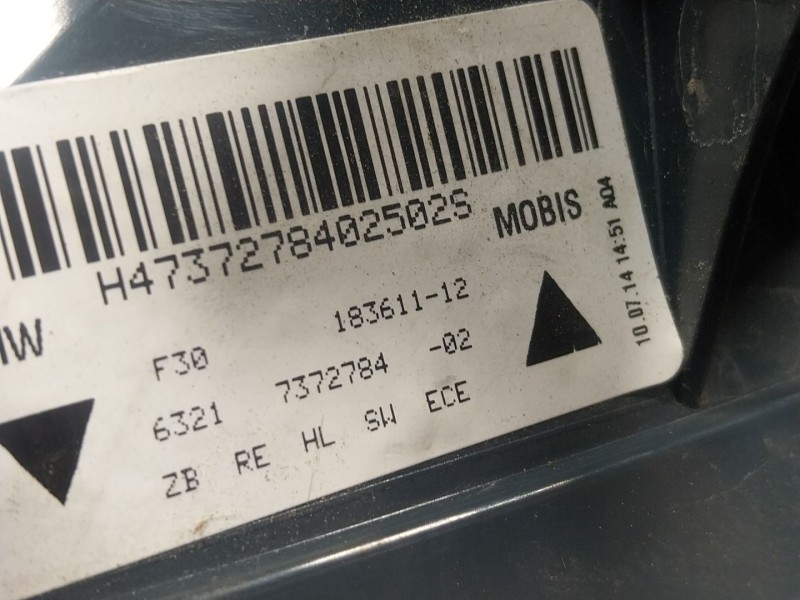 H4737278402502S
MOBIS
10.07.14 14:51 A04
F30 183611-12
6321 7372784 -02
ZB RE HL SW ECE